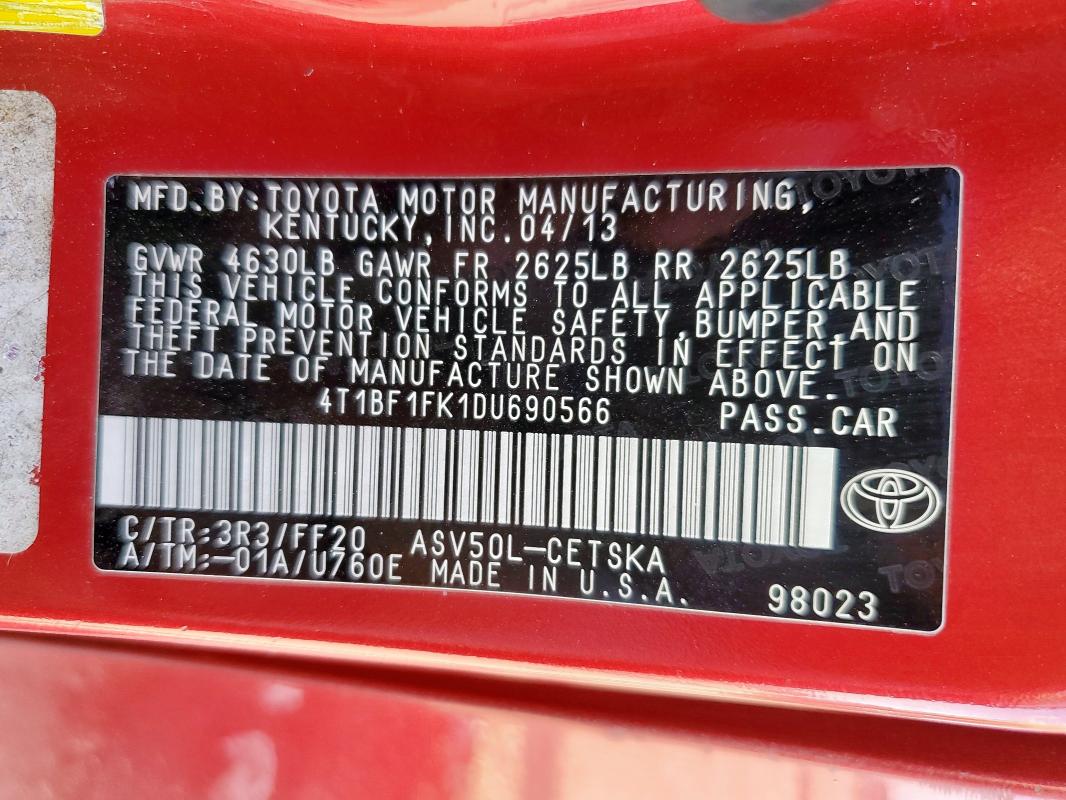 MFD.BY:TOYOTA MOTOR MANUFACTURING,
KENTUCKY,INC.04/13
GVWR 4630LB GAWR FR 2625LB RR 2625LB
THIS VEHICLE CONFORMS TO ALL APPLICABLE
FEDERAL MOTOR VEHICLE SAFETY,BUMPER,AND
THEFT PREVENTION STANDARDS IN EFFECT ON
THE DATE OF MANUFACTURE SHOWN ABOVE.
4T1BF1FK1DU690566 PASS.CAR
C/TR:3R3/FF20 ASV50L-CETSKA
A/TM:-01A/U760E MADE IN U.S.A.
98023